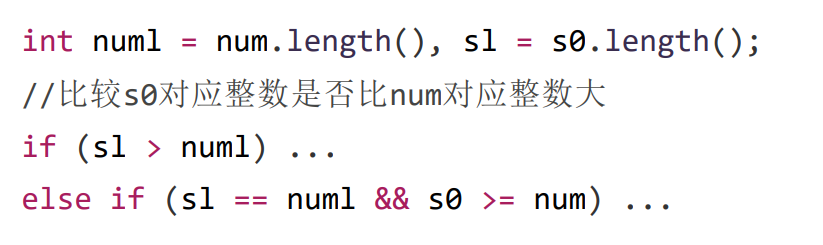 int numl = num.length(), sl = s0.length();
//比较s0对应整数是否比num对应整数大
if (sl > numl) ...
else if (sl == numl && s0 >= num) ...